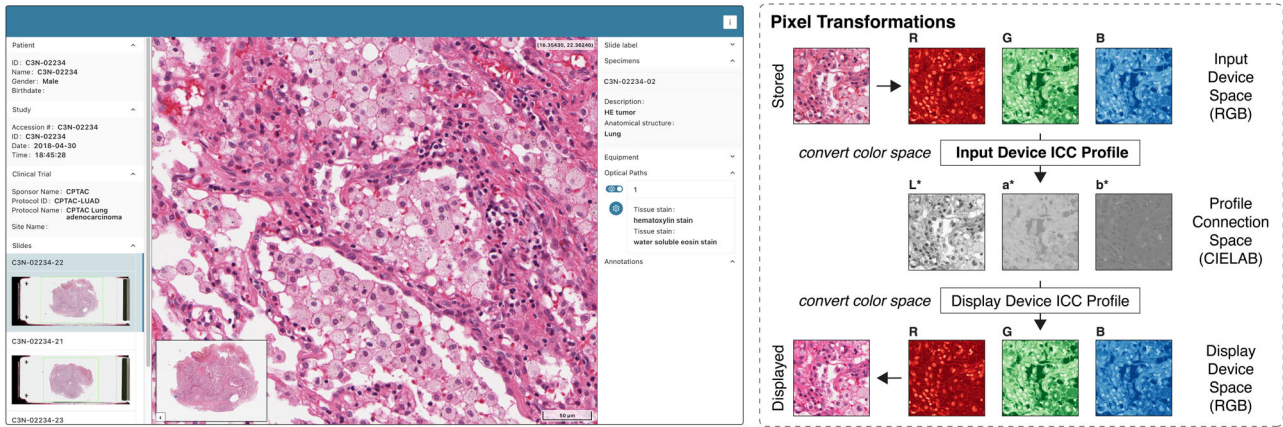 i
Patient
ID: C3N-02234
Name: C3N-02234
Gender: Male
Birthdate:
Study
Accession #: C3N-02234
ID: C3N-02234
Date: 2018-04-30
Time: 18:45:28
Clinical Trial
Sponsor Name: CPTAC
Protocol ID: CPTAC-LUAD
Protocol Name: CPTAC Lung
adenocarcinoma
Site Name:
Slides
C3N-02234-22
C3N-02234-21
C3N-02234-23
(16.35430, 22.36240)
50 µm
Slide label
Specimens
C3N-02234-02
Description:
HE tumor
Anatomical structure:
Lung
Equipment
Optical Paths
1
Tissue stain:
hematoxylin stain
Tissue stain:
water soluble eosin stain
Annotations
Pixel Transformations
Stored
R G B
Input
Device
Space
(RGB)
convert color space Input Device ICC Profile
L* a* b*
Profile
Connection
Space
(CIELAB)
convert color space Display Device ICC Profile
Displayed
R G B
Display
Device
Space
(RGB)